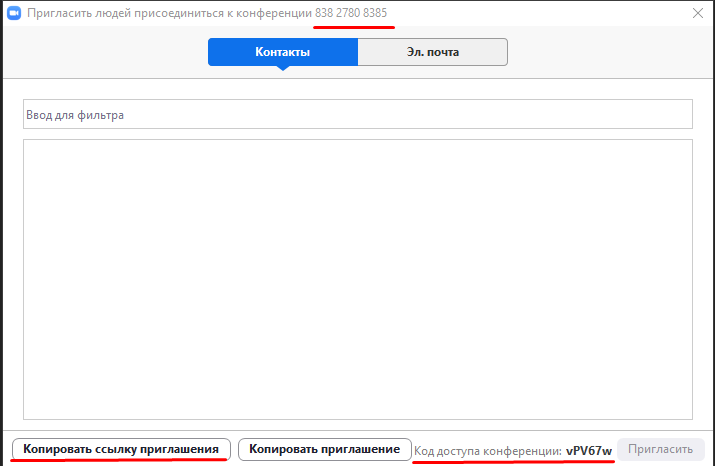 Пригласить людей присоединиться к конференции 838 2780 8385
Контакты
Эл. почта
Ввод для фильтра
Копировать ссылку приглашения
Копировать приглашение
Код доступа конференции: vPV67w
Пригласить